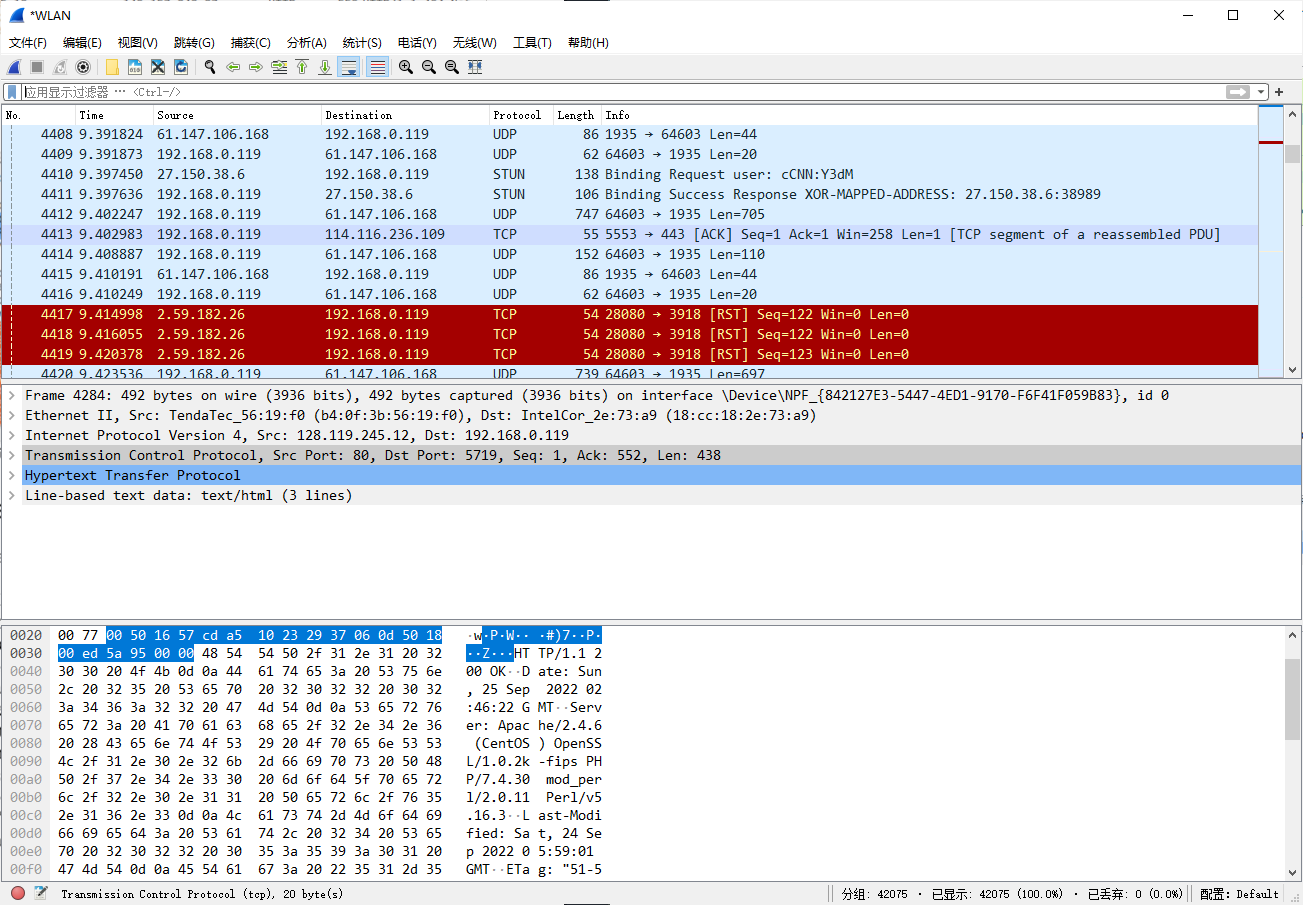 *WLAN
文件(F) 编辑(E) 视图(V) 跳转(G) 捕获(C) 分析(A) 统计(S) 电话(Y) 无线(W) 工具(T) 帮助(H)
应用显示过滤器 … <Ctrl-/>
No. Time Source Destination Protocol Length Info
4408 9.391824 61.147.106.168 192.168.0.119 UDP 86 1935 → 64603 Len=44
4409 9.391873 192.168.0.119 61.147.106.168 UDP 62 64603 → 1935 Len=20
4410 9.397450 27.150.38.6 192.168.0.119 STUN 138 Binding Request user: cCNN:Y3dM
4411 9.397636 192.168.0.119 27.150.38.6 STUN 106 Binding Success Response XOR-MAPPED-ADDRESS: 27.150.38.6:38989
4412 9.402247 192.168.0.119 61.147.106.168 UDP 747 64603 → 1935 Len=705
4413 9.402983 192.168.0.119 114.116.236.109 TCP 55 5553 → 443 [ACK] Seq=1 Ack=1 Win=258 Len=1 [TCP segment of a reassembled PDU]
4414 9.408887 192.168.0.119 61.147.106.168 UDP 152 64603 → 1935 Len=110
4415 9.410191 61.147.106.168 192.168.0.119 UDP 86 1935 → 64603 Len=44
4416 9.410249 192.168.0.119 61.147.106.168 UDP 62 64603 → 1935 Len=20
4417 9.414998 2.59.182.26 192.168.0.119 TCP 54 28080 → 3918 [RST] Seq=122 Win=0 Len=0
4418 9.416055 2.59.182.26 192.168.0.119 TCP 54 28080 → 3918 [RST] Seq=122 Win=0 Len=0
4419 9.420378 2.59.182.26 192.168.0.119 TCP 54 28080 → 3918 [RST] Seq=123 Win=0 Len=0
4420 9.423536 192.168.0.119 61.147.106.168 UDP 739 64603 → 1935 Len=697
Frame 4284: 492 bytes on wire (3936 bits), 492 bytes captured (3936 bits) on interface \Device\NPF_{842127E3-5447-4ED1-9170-F6F41F059B83}, id 0
Ethernet II, Src: TendaTec_56:19:f0 (b4:0f:3b:56:19:f0), Dst: IntelCor_2e:73:a9 (18:cc:18:2e:73:a9)
Internet Protocol Version 4, Src: 128.119.245.12, Dst: 192.168.0.119
Transmission Control Protocol, Src Port: 80, Dst Port: 5719, Seq: 1, Ack: 552, Len: 438
Hypertext Transfer Protocol
Line-based text data: text/html (3 lines)
0020 00 77 00 50 16 57 cd a5 10 23 29 37 06 0d 50 18 ·w·P·W·· ·#)7··P·
0030 00 ed 5a 95 00 00 48 54 54 50 2f 31 2e 31 20 32 ··Z···HT TP/1.1 2
0040 30 30 20 4f 4b 0d 0a 44 61 74 65 3a 20 53 75 6e 00 OK··D ate: Sun
0050 2c 20 32 35 20 53 65 70 20 32 30 32 32 20 30 32 , 25 Sep 2022 02
0060 3a 34 36 3a 32 32 20 47 4d 54 0d 0a 53 65 72 76 :46:22 G MT··Serv
0070 65 72 3a 20 41 70 61 63 68 65 2f 32 2e 34 2e 36 er: Apac he/2.4.6
0080 20 28 43 65 6e 74 4f 53 29 20 4f 70 65 6e 53 53 (CentOS ) OpenSS
0090 4c 2f 31 2e 30 2e 32 6b 2d 66 69 70 73 20 50 48 L/1.0.2k -fips PH
00a0 50 2f 37 2e 34 2e 33 30 20 6d 6f 64 5f 70 65 72 P/7.4.30 mod_per
00b0 6c 2f 32 2e 30 2e 31 31 20 50 65 72 6c 2f 76 35 l/2.0.11 Perl/v5
00c0 2e 31 36 2e 33 0d 0a 4c 61 73 74 2d 4d 6f 64 69 .16.3··L ast-Modi
00d0 66 69 65 64 3a 20 53 61 74 2c 20 32 34 20 53 65 fied: Sa t, 24 Se
00e0 70 20 32 30 32 32 20 30 35 3a 35 39 3a 30 31 20 p 2022 0 5:59:01
00f0 47 4d 54 0d 0a 45 54 61 67 3a 20 22 35 31 2d 35 GMT··ETa g: "51-5
Transmission Control Protocol (tcp), 20 byte(s) 分组: 42075 · 已显示: 42075 (100.0%) · 已丢弃: 0 (0.0%) 配置: Default